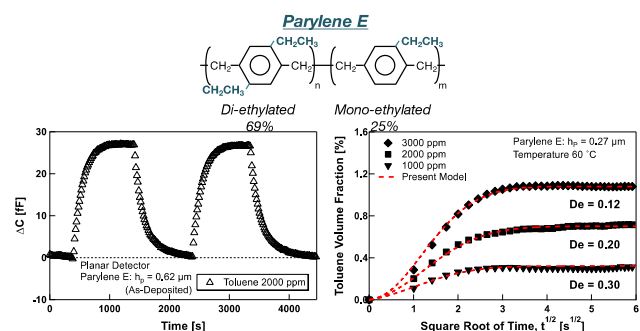 Parylene E
CH2CH3 CH2CH3
CH2 CH2 CH2 CH2
n m
CH2CH3
Di-ethylated Mono-ethylated
69% 25%
30
20
10
0
-10
ΔC [fF]
Planar Detector
Parylene E: hp = 0.62 μm
(As-Deposited)
Toluene 2000 ppm
0 1000 2000 3000 4000
Time [s]
1.6
1.2
0.8
0.4
0
Toluene Volume Fraction [%]
3000 ppm
2000 ppm
1000 ppm
Present Model
Parylene E: hP = 0.27 μm
Temperature 60 ˚C
De = 0.12
De = 0.20
De = 0.30
0 1 2 3 4 5 6
Square Root of Time, t1/2 [s1/2]